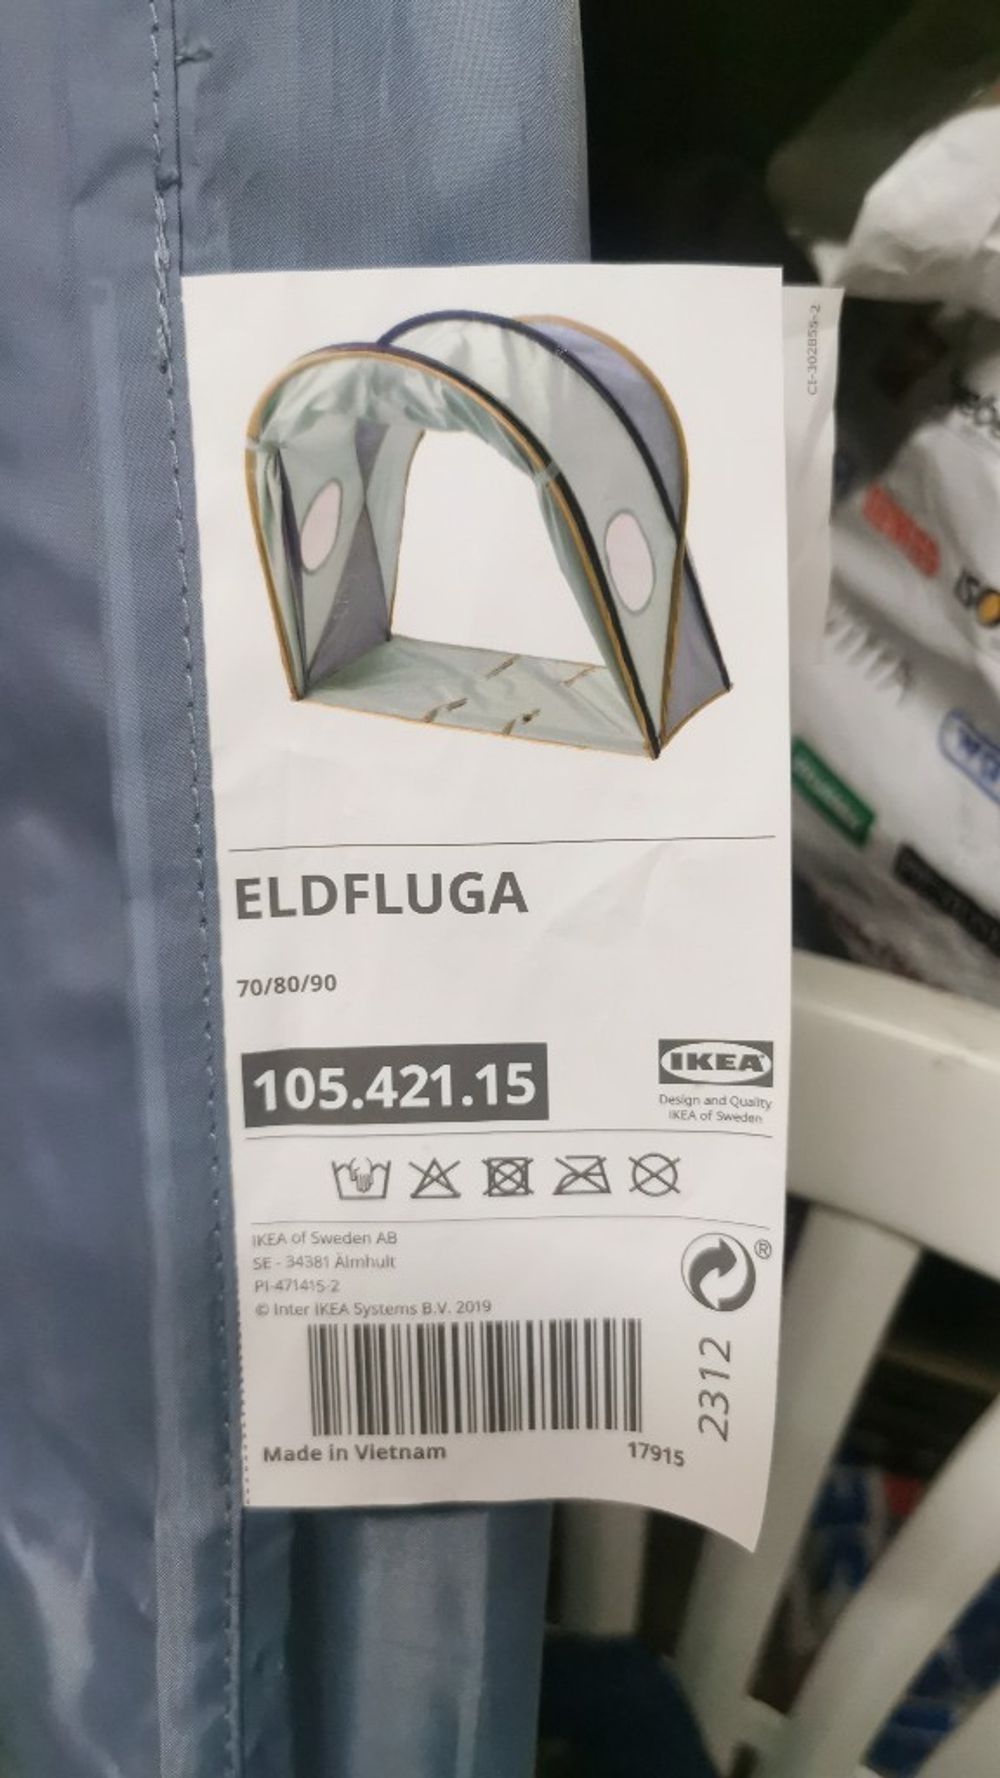 CI-302855-2
ELDFLUGA
70/80/90
105.421.15
IKEA
Design and Quality
IKEA of Sweden
IKEA of Sweden AB
SE - 34381 Älmhult
PI-471415-2
© Inter IKEA Systems B.V. 2019
®
2312
Made in Vietnam
17915